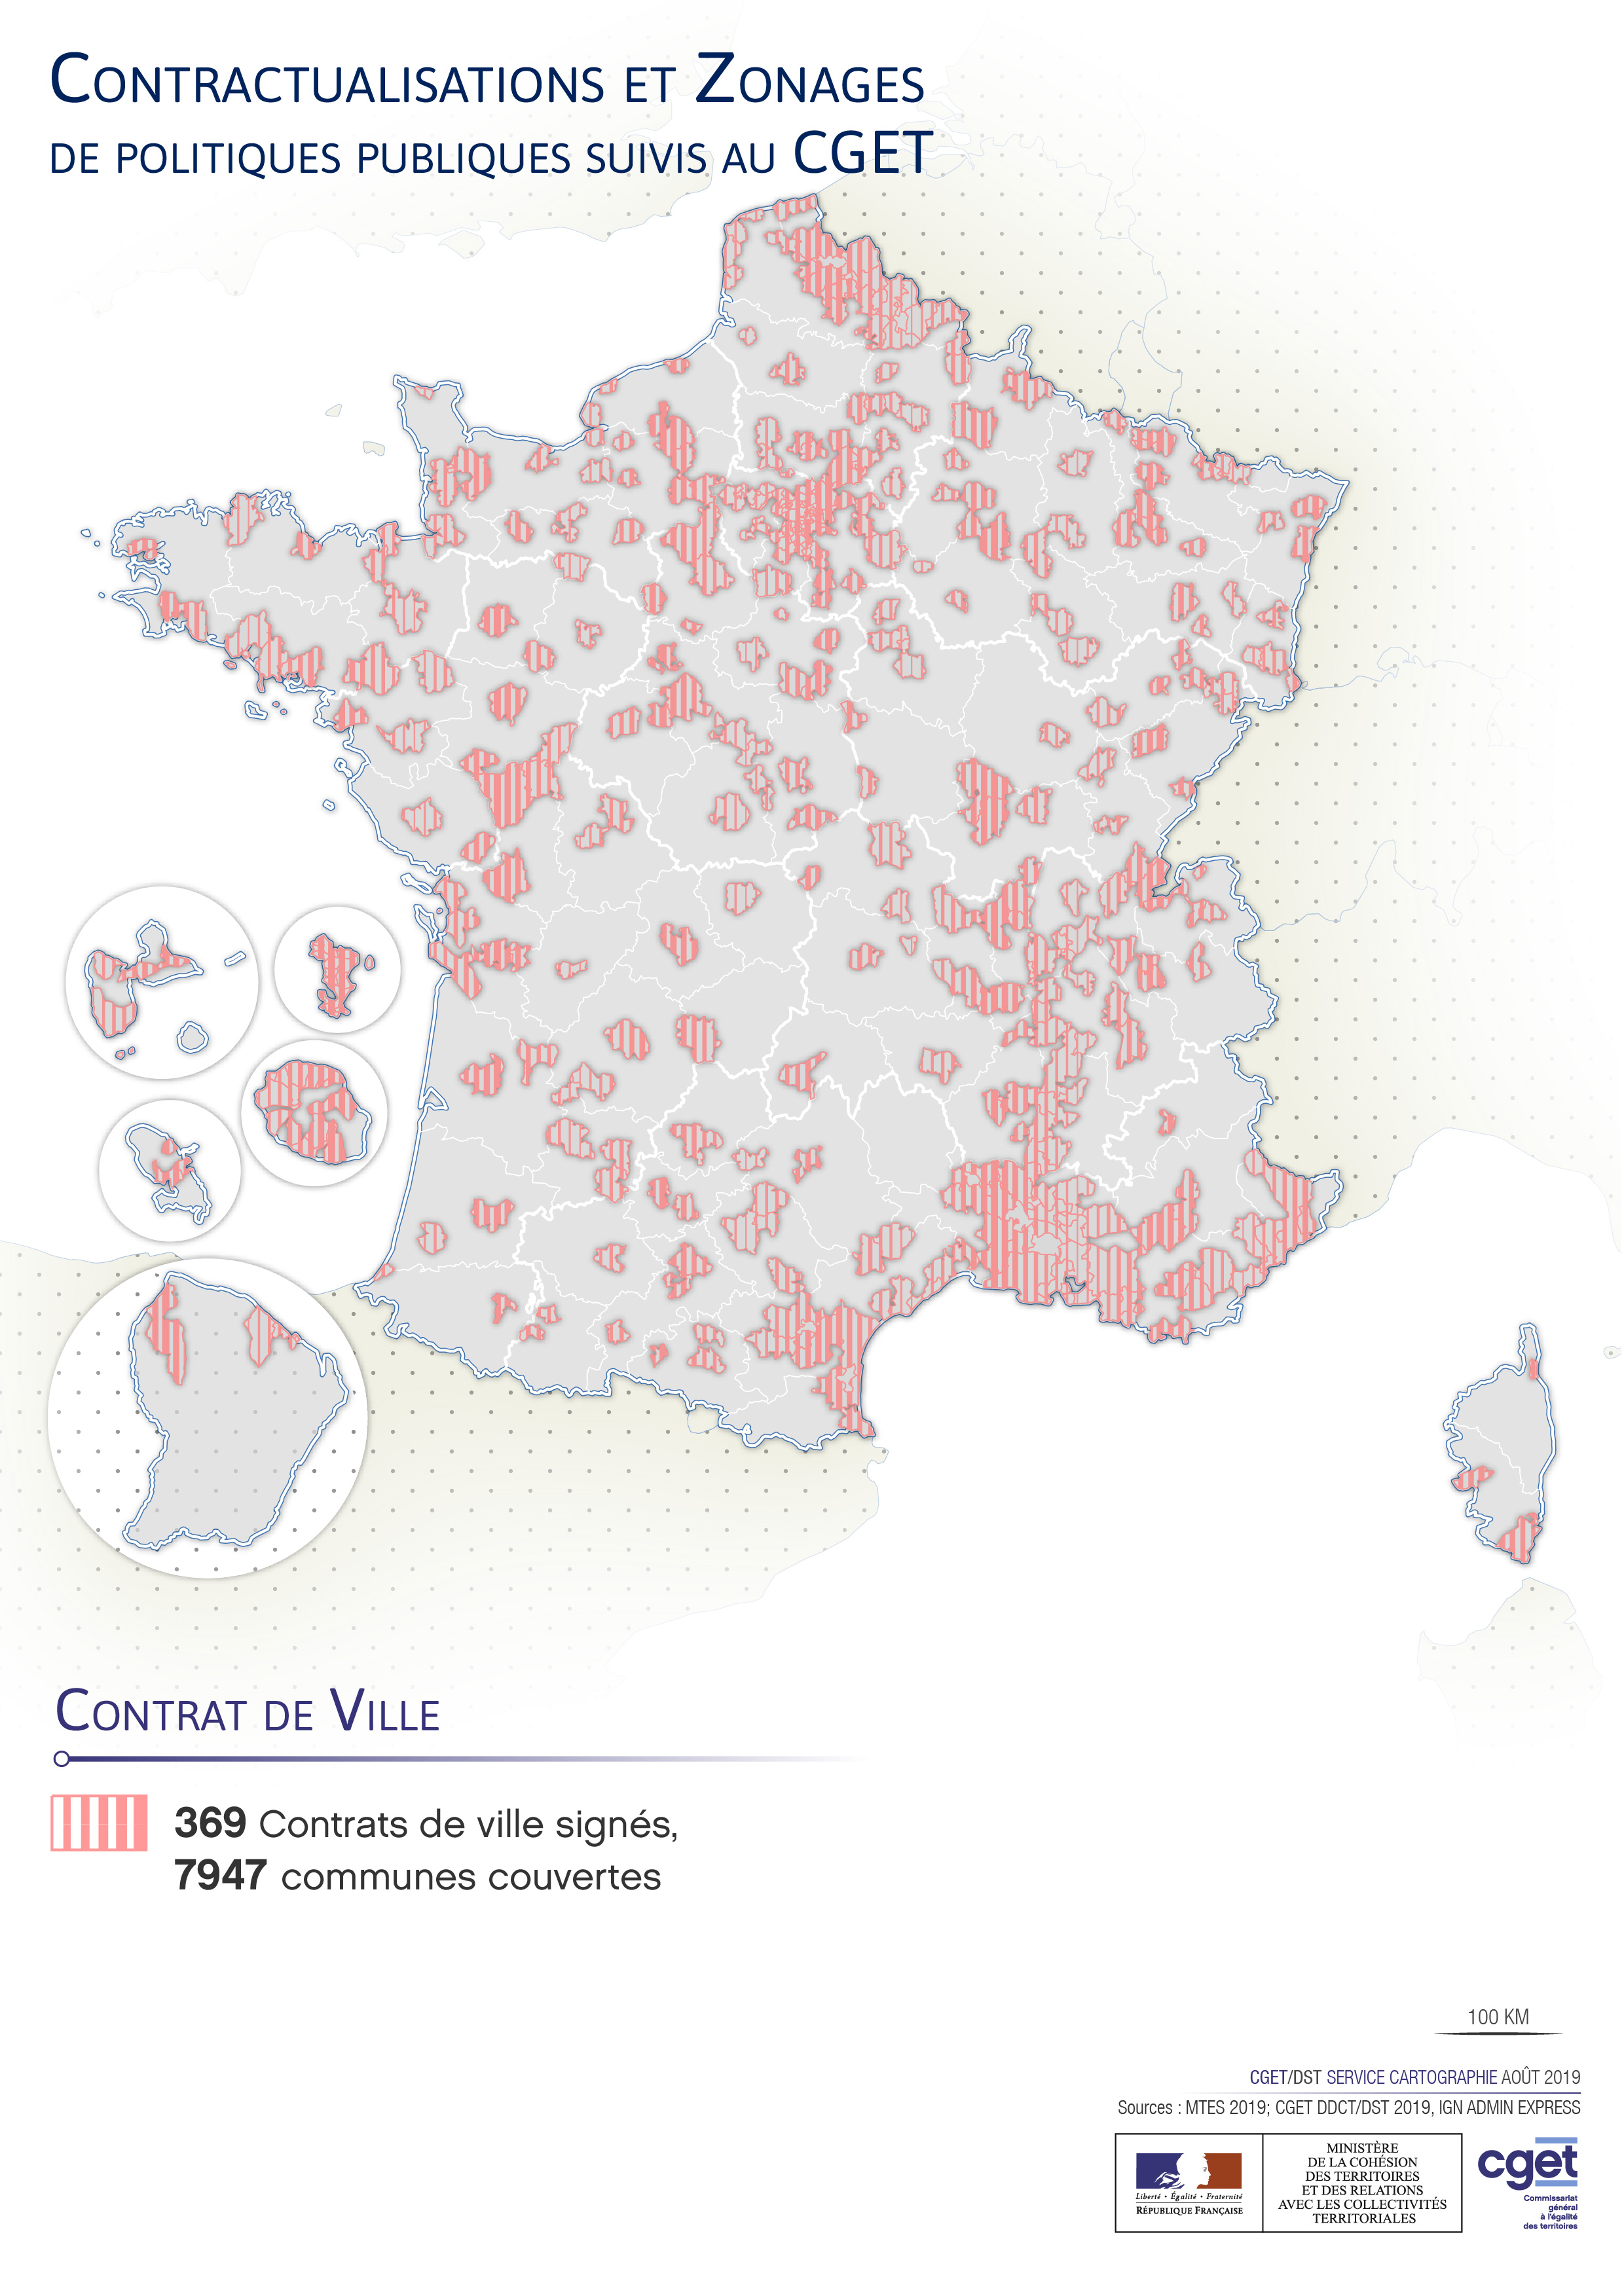 Contractualisations et Zonages
de politiques publiques suivis au CGET
Contrat de Ville
369 Contrats de ville signés,
7947 communes couvertes
100 KM
CGET/DST SERVICE CARTOGRAPHIE AOÛT 2019
Sources : MTES 2019; CGET DDCT/DST 2019, IGN ADMIN EXPRESS
Liberté • Égalité • Fraternité
RÉPUBLIQUE FRANÇAISE
MINISTÈRE
DE LA COHÉSION
DES TERRITOIRES
ET DES RELATIONS
AVEC LES COLLECTIVITÉS
TERRITORIALES
cget
Commissariat
général
à l'égalité
des territoires